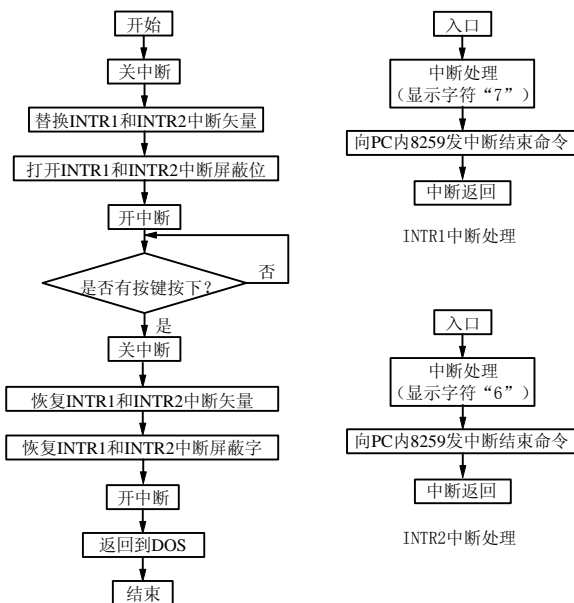 开始
关中断
替换INTR1和INTR2中断矢量
打开INTR1和INTR2中断屏蔽位
开中断
是否有按键按下？
否
是
关中断
恢复INTR1和INTR2中断矢量
恢复INTR1和INTR2中断屏蔽字
开中断
返回到DOS
结束
入口
中断处理
（显示字符“7”）
向PC内8259发中断结束命令
中断返回
INTR1中断处理
入口
中断处理
（显示字符“6”）
向PC内8259发中断结束命令
中断返回
INTR2中断处理